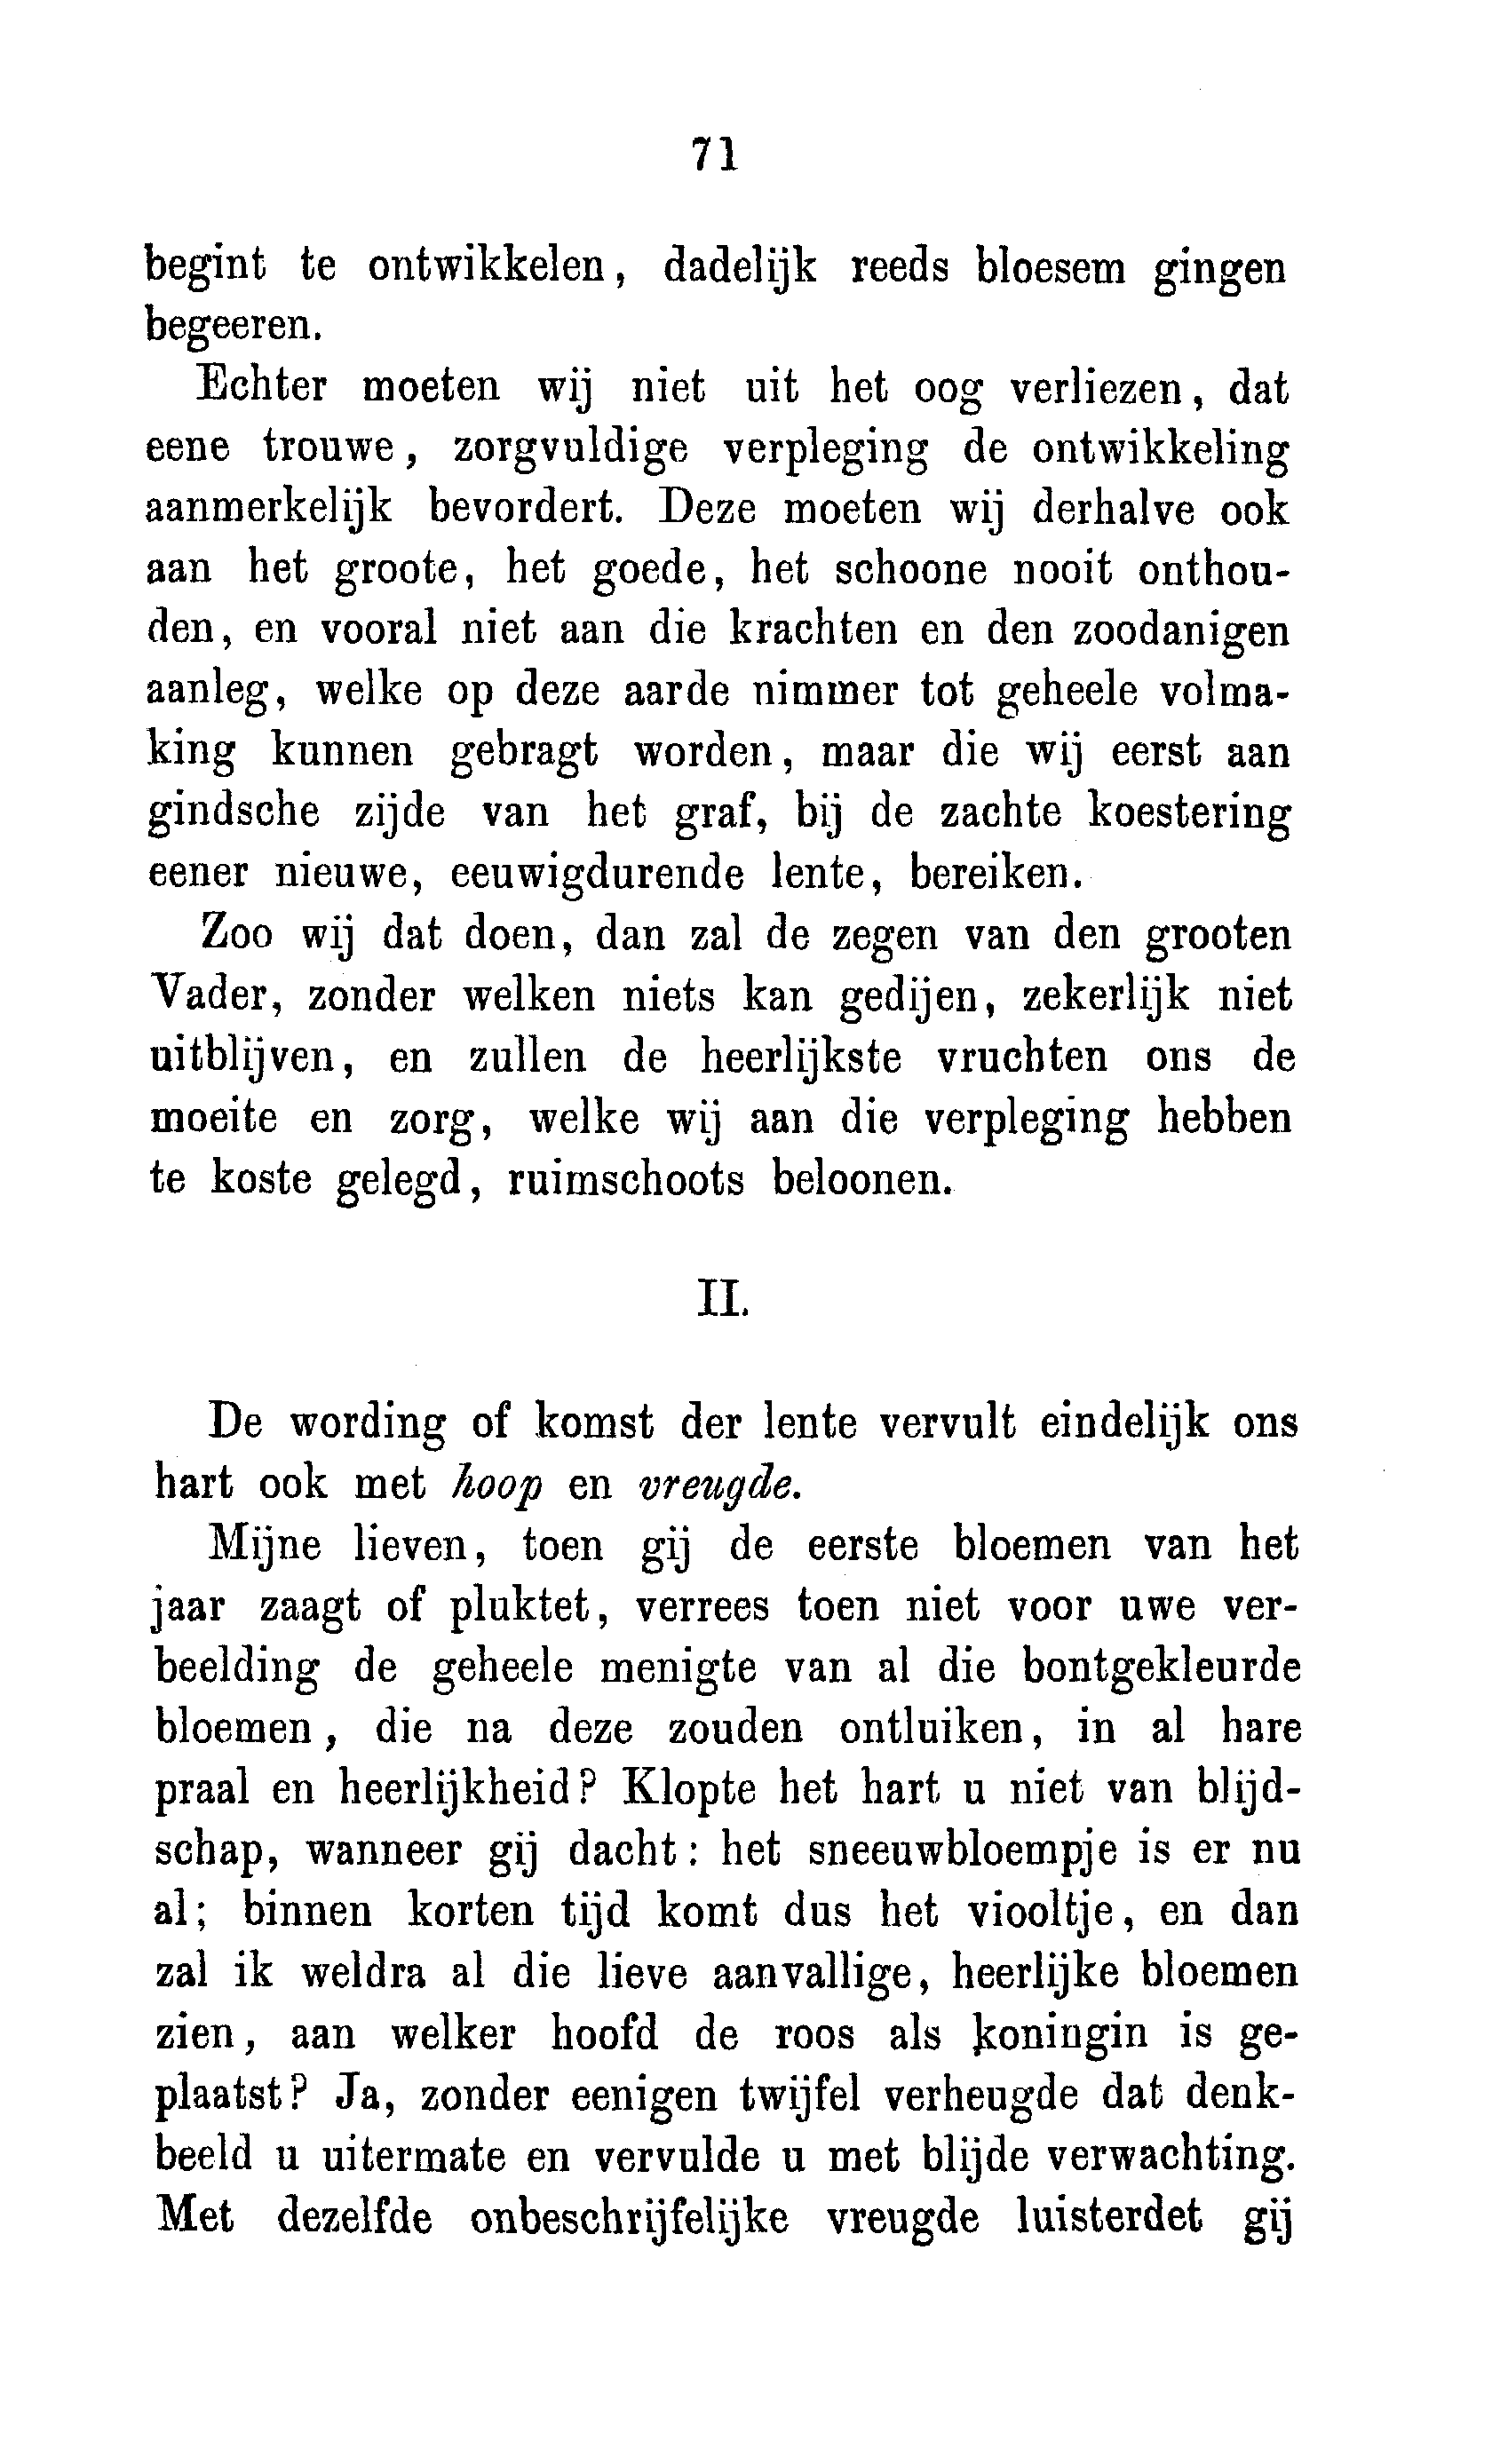 71
begint te ontwikkelen, dadelijk reeds bloesem gingen
begeeren.
Echter moeten wij niet uit het oog verliezen, dat
eene trouwe, zorgvuldige verpleging de ontwikkeling
aanmerkelijk bevordert. Deze moeten wij derhalve ook
aan het groote, het goede, het schoone nooit onthou-
den, en vooral niet aan die krachten en den zoodanigen
aanleg, welke op deze aarde nimmer tot geheele volma-
king kunnen gebragt worden, maar die wij eerst aan
gindsche zijde van het graf, bij de zachte koestering
eener nieuwe, eeuwigdurende lente, bereiken.
Zoo wij dat doen, dan zal de zegen van den grooten
Vader, zonder welken niets kan gedijen, zekerlijk niet
uitblijven, en zullen de heerlijkste vruchten ons de
moeite en zorg, welke wij aan die verpleging hebben
te koste gelegd, ruimschoots beloonen.
II.
De wording of komst der lente vervult eindelijk ons
hart ook met hoop en vreugde.
Mijne lieven, toen gij de eerste bloemen van het
jaar zaagt of pluktet, verrees toen niet voor uwe ver-
beelding de geheele menigte van al die bontgekleurde
bloemen, die na deze zouden ontluiken, in al hare
praal en heerlijkheid? Klopte het hart u niet van blijd-
schap, wanneer gij dacht: het sneeuwbloempje is er nu
al; binnen korten tijd komt dus het viooltje, en dan
zal ik weldra al die lieve aanvallige, heerlijke bloemen
zien, aan welker hoofd de roos als koningin is ge-
plaatst? Ja, zonder eenigen twijfel verheugde dat denk-
beeld u uitermate en vervulde u met blijde verwachting.
Met dezelfde onbeschrijfelijke vreugde luisterdet gij